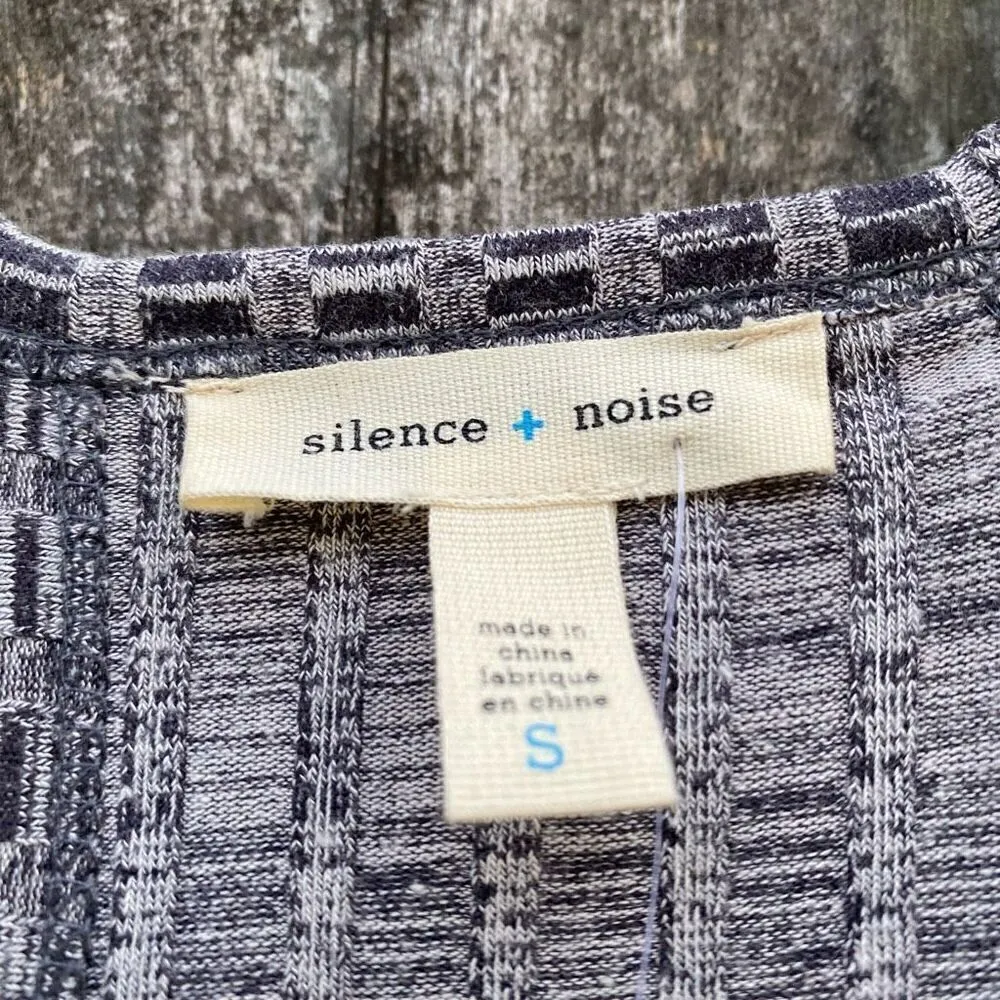 silence + noise
made in
china
fabriqué
en chine
S